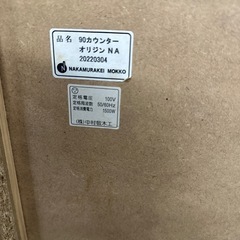 品名 90カウンター
オリジンNA
20220304
NAKAMURAKEI MOKKO
定格電圧 100V
定格周波数 50/60Hz
定格消費電力 1500W
(株)中村敬木工